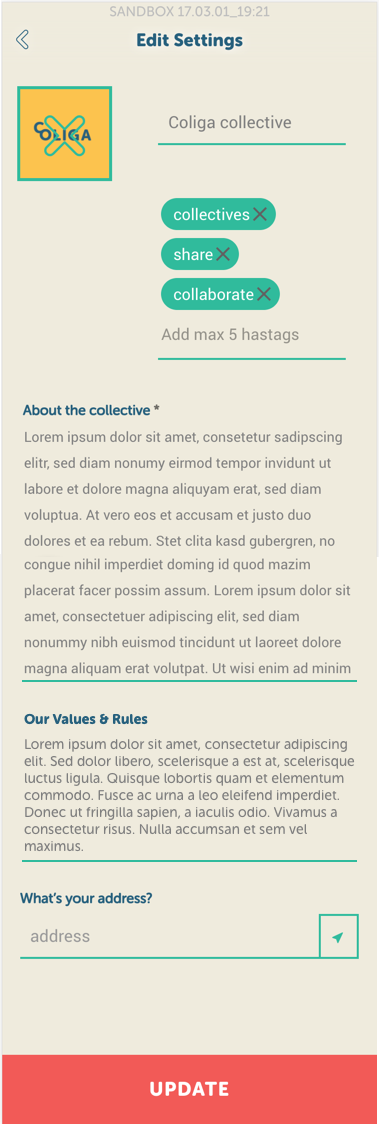 SANDBOX 17.03.01_19:21
Edit Settings
COLIGA
Coliga collective
collectives
share
collaborate
Add max 5 hastags
About the collective *
Lorem ipsum dolor sit amet, consetetur sadipscing
elitr, sed diam nonumy eirmod tempor invidunt ut
labore et dolore magna aliquyam erat, sed diam
voluptua. At vero eos et accusam et justo duo
dolores et ea rebum. Stet clita kasd gubergren, no
congue nihil imperdiet doming id quod mazim
placerat facer possim assum. Lorem ipsum dolor sit
amet, consectetuer adipiscing elit, sed diam
nonummy nibh euismod tincidunt ut laoreet dolore
magna aliquam erat volutpat. Ut wisi enim ad minim
Our Values & Rules
Lorem ipsum dolor sit amet, consectetur adipiscing
elit. Sed dolor libero, scelerisque a est at, scelerisque
luctus ligula. Quisque lobortis quam et elementum
commodo. Fusce ac urna a leo eleifend imperdiet.
Donec ut fringilla sapien, a iaculis odio. Vivamus a
consectetur risus. Nulla accumsan et sem vel
maximus.
What's your address?
address
UPDATE